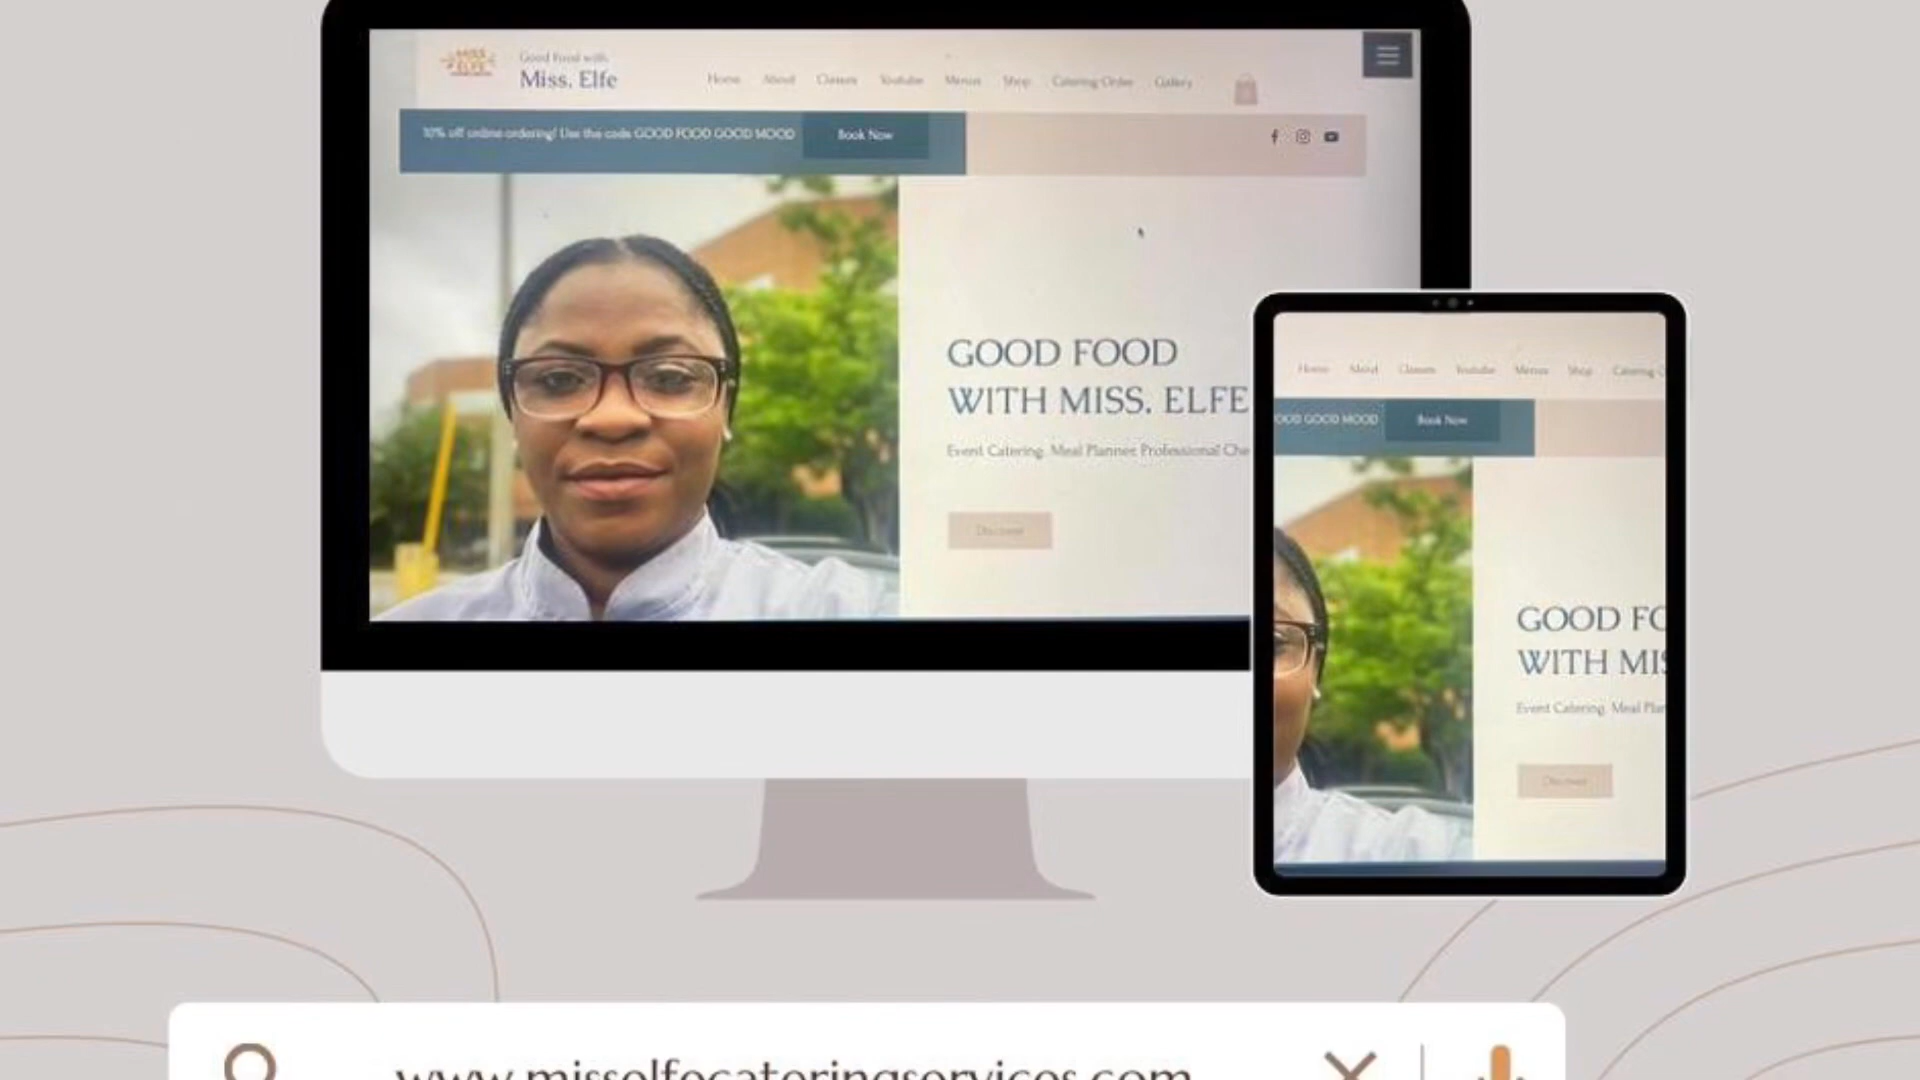 MISS
ELFE
Good Food with
Miss. Elfe
Home About Classes Youtube Menus Shop Catering Order Gallery
10% off online ordering! Use the code GOOD FOOD GOOD MOOD
Book Now
GOOD FOOD
WITH MISS. ELFE
Event Catering. Meal Planner. Professional Che
Discover
Home About Classes Youtube Menus Shop Catering O
OOD GOOD MOOD
Book Now
GOOD FO
WITH MIS
Event Catering. Meal Plan
Discover
www.misselfecateringservices.com